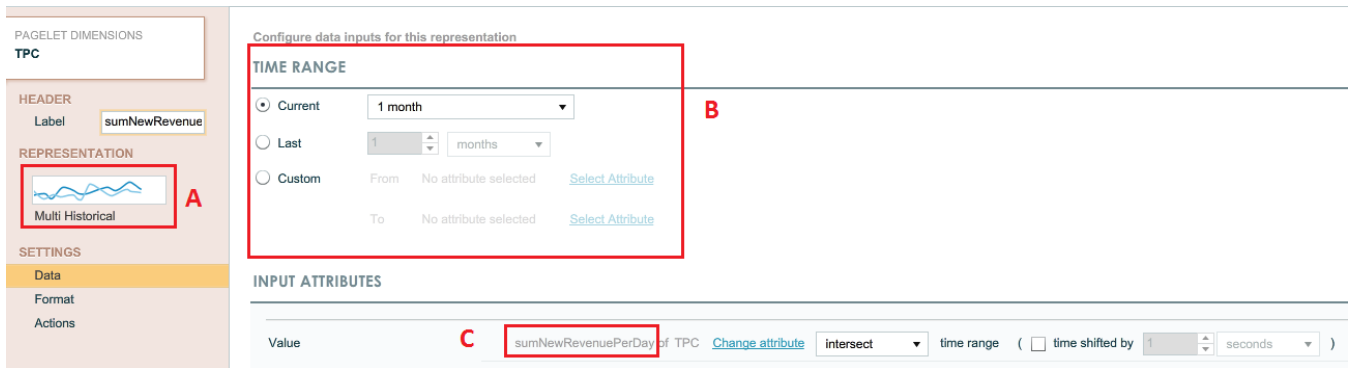 PAGELET DIMENSIONS
TPC
HEADER
Label sumNewRevenue
REPRESENTATION
A
Multi Historical
SETTINGS
Data
Format
Actions
Configure data inputs for this representation
TIME RANGE
Current 1 month
B
Last 1 months
Custom From No attribute selected Select Attribute
To No attribute selected Select Attribute
INPUT ATTRIBUTES
Value C sumNewRevenuePerDay of TPC Change attribute intersect time range ( time shifted by 1 seconds )